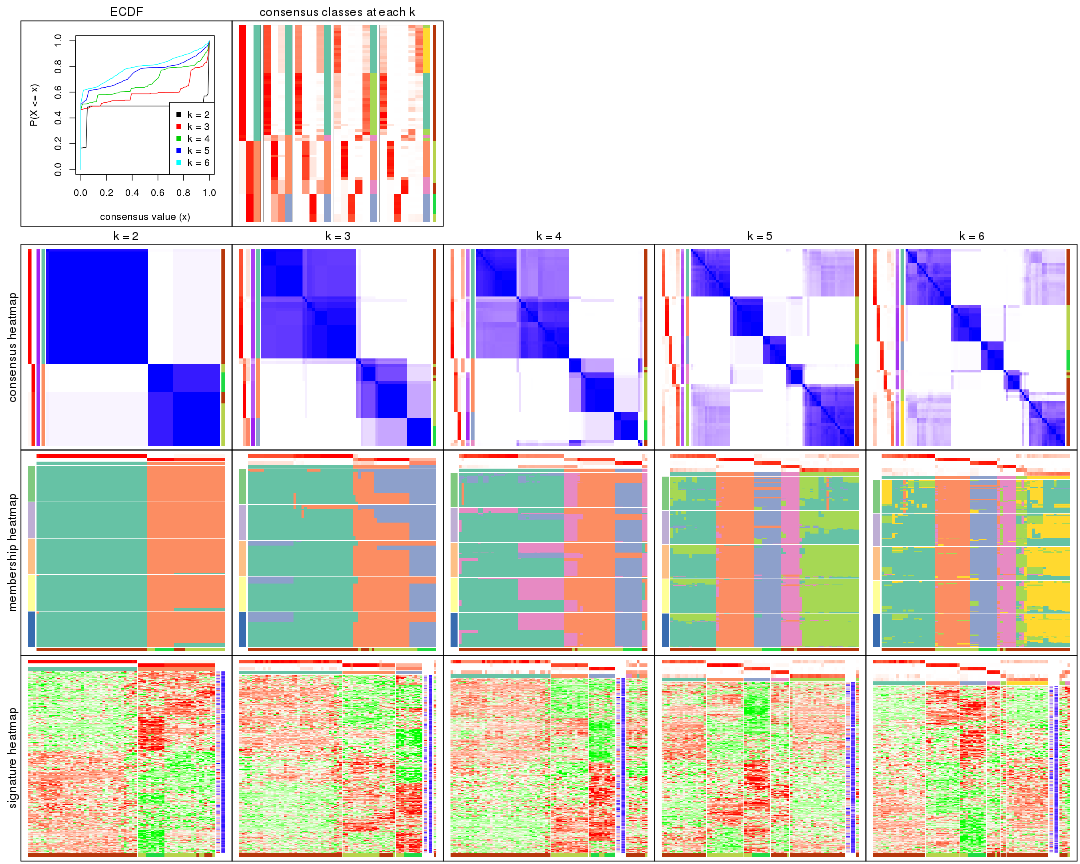 ECDF
consensus classes at each k
P(X <= x)
0.0 0.2 0.4 0.6 0.8 1.0
k = 2
k = 3
k = 4
k = 5
k = 6
0.0 0.2 0.4 0.6 0.8 1.0
consensus value (x)
k = 2
k = 3
k = 4
k = 5
k = 6
consensus heatmap
membership heatmap
signature heatmap